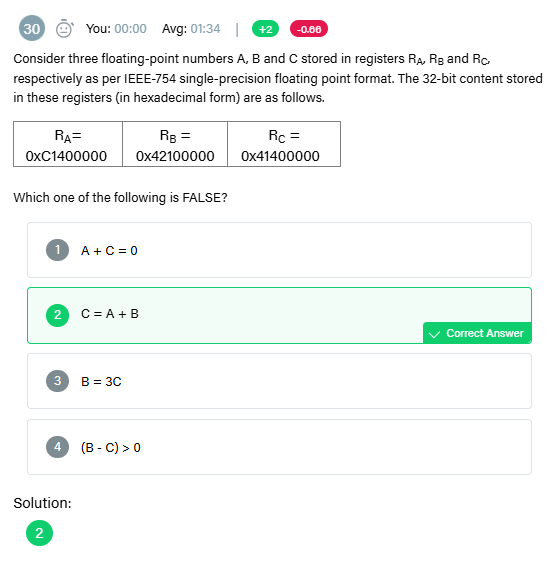 30 You: 00:00 Avg: 01:34 | +2 -0.66
Consider three floating-point numbers A, B and C stored in registers RA, RB and RC,
respectively as per IEEE-754 single-precision floating point format. The 32-bit content stored
in these registers (in hexadecimal form) are as follows.
RA= RB = RC =
0xC1400000 0x42100000 0x41400000
Which one of the following is FALSE?
1 A + C = 0
2 C = A + B
Correct Answer
3 B = 3C
4 (B - C) > 0
Solution:
2